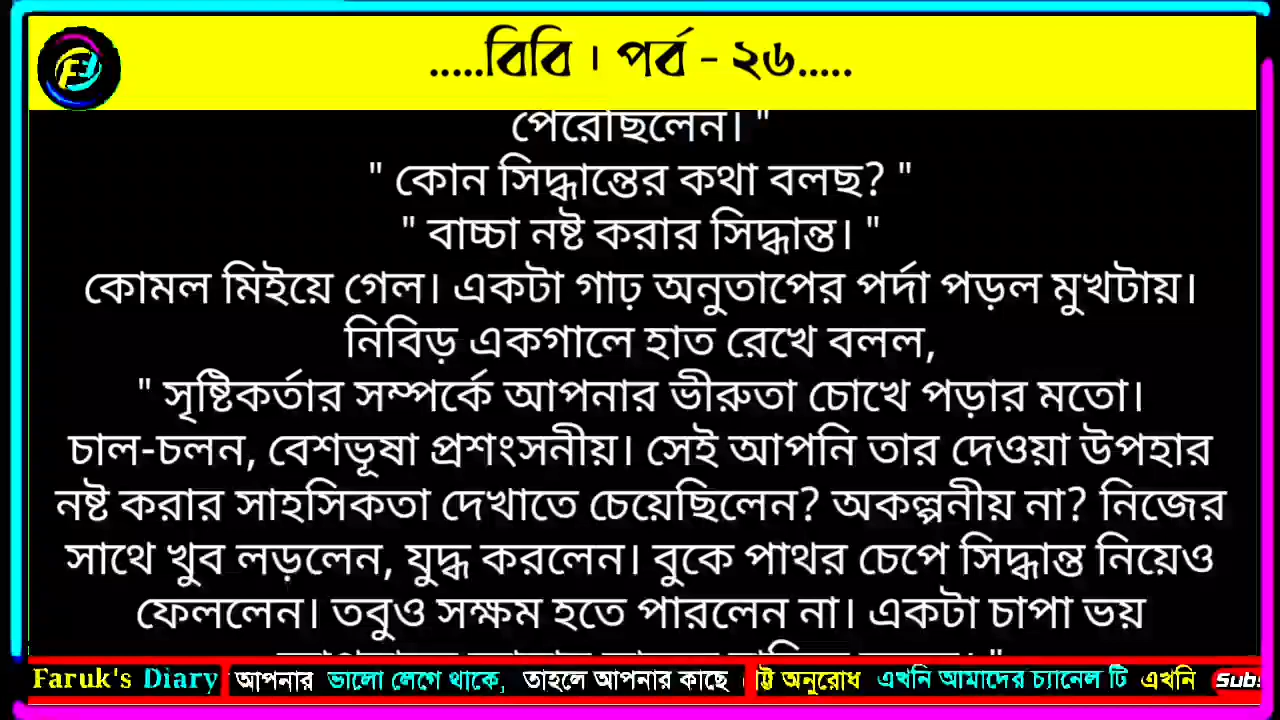 .....বিবি । পর্ব - ২৬.....
পেরেছিলেন। "
" কোন সিদ্ধান্তের কথা বলছ? "
" বাচ্চা নষ্ট করার সিদ্ধান্ত। "
কোমল মিইয়ে গেল। একটা গাঢ় অনুতাপের পর্দা পড়ল মুখটায়।
নিবিড় একগালে হাত রেখে বলল,
" সৃষ্টিকর্তার সম্পর্কে আপনার ভীরুতা চোখে পড়ার মতো।
চাল-চলন, বেশভূষা প্রশংসনীয়। সেই আপনি তার দেওয়া উপহার
নষ্ট করার সাহসিকতা দেখাতে চেয়েছিলেন? অকল্পনীয় না? নিজের
সাথে খুব লড়লেন, যুদ্ধ করলেন। বুকে পাথর চেপে সিদ্ধান্ত নিয়েও
ফেললেন। তবুও সক্ষম হতে পারলেন না। একটা চাপা ভয়
Faruk's Diary আপনার ভালো লেগে থাকে, তাহলে আপনার কাছে অনুরোধ এখনি আমাদের চ্যানেল টি এখনি Subs